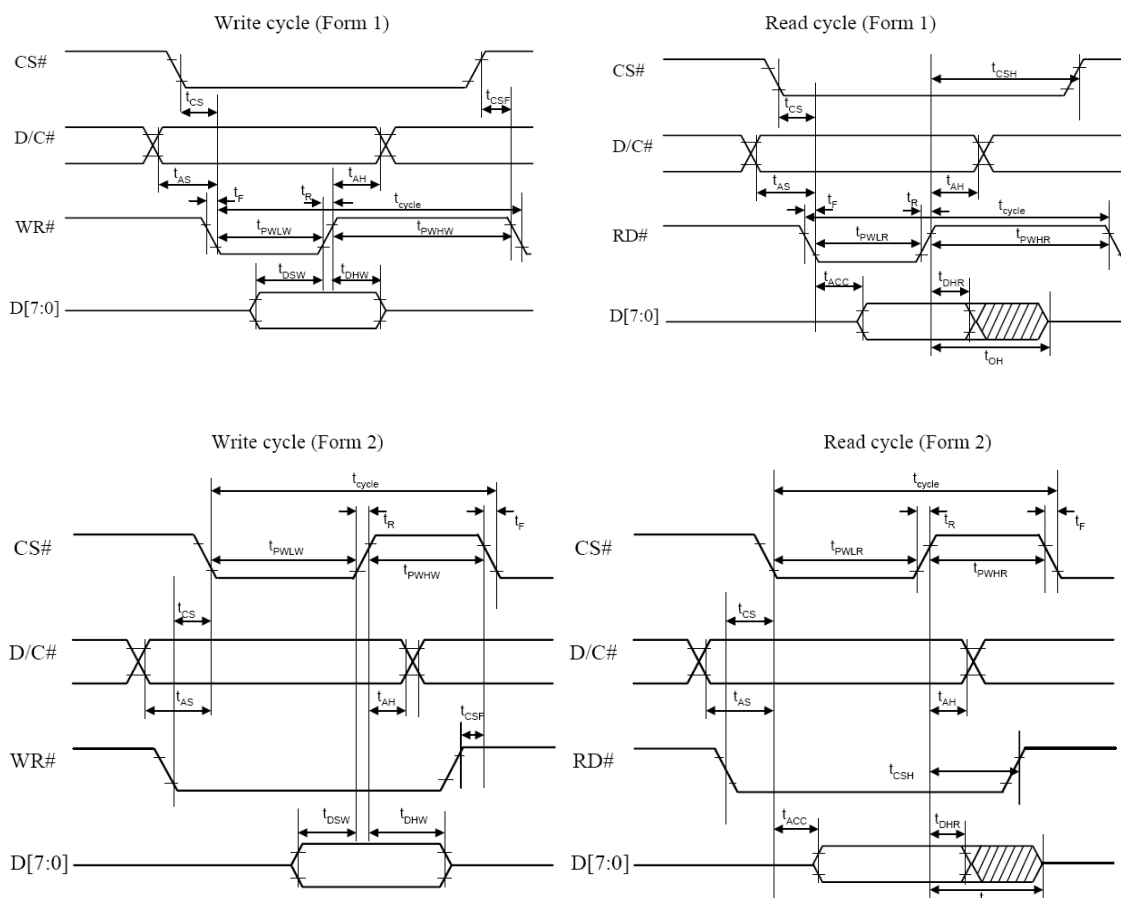 Write cycle (Form 1)
CS#
tCS
tCSF
D/C#
tAS
tAH
tF
tR
tcycle
WR#
tPWLW
tPWHW
tDSW
tDHW
D[7:0]
Read cycle (Form 1)
CS#
tCSH
tCS
D/C#
tAS
tAH
tF
tR
tcycle
RD#
tPWLR
tPWHR
tACC
tDHR
D[7:0]
tOH
Write cycle (Form 2)
tcycle
tR
tF
CS#
tPWLW
tPWHW
tCS
D/C#
tAS
tAH
tCSF
WR#
tDSW
tDHW
D[7:0]
Read cycle (Form 2)
tcycle
tR
tF
CS#
tPWLR
tPWHR
tCS
D/C#
tAS
tAH
RD#
tCSH
tACC
tDHR
D[7:0]